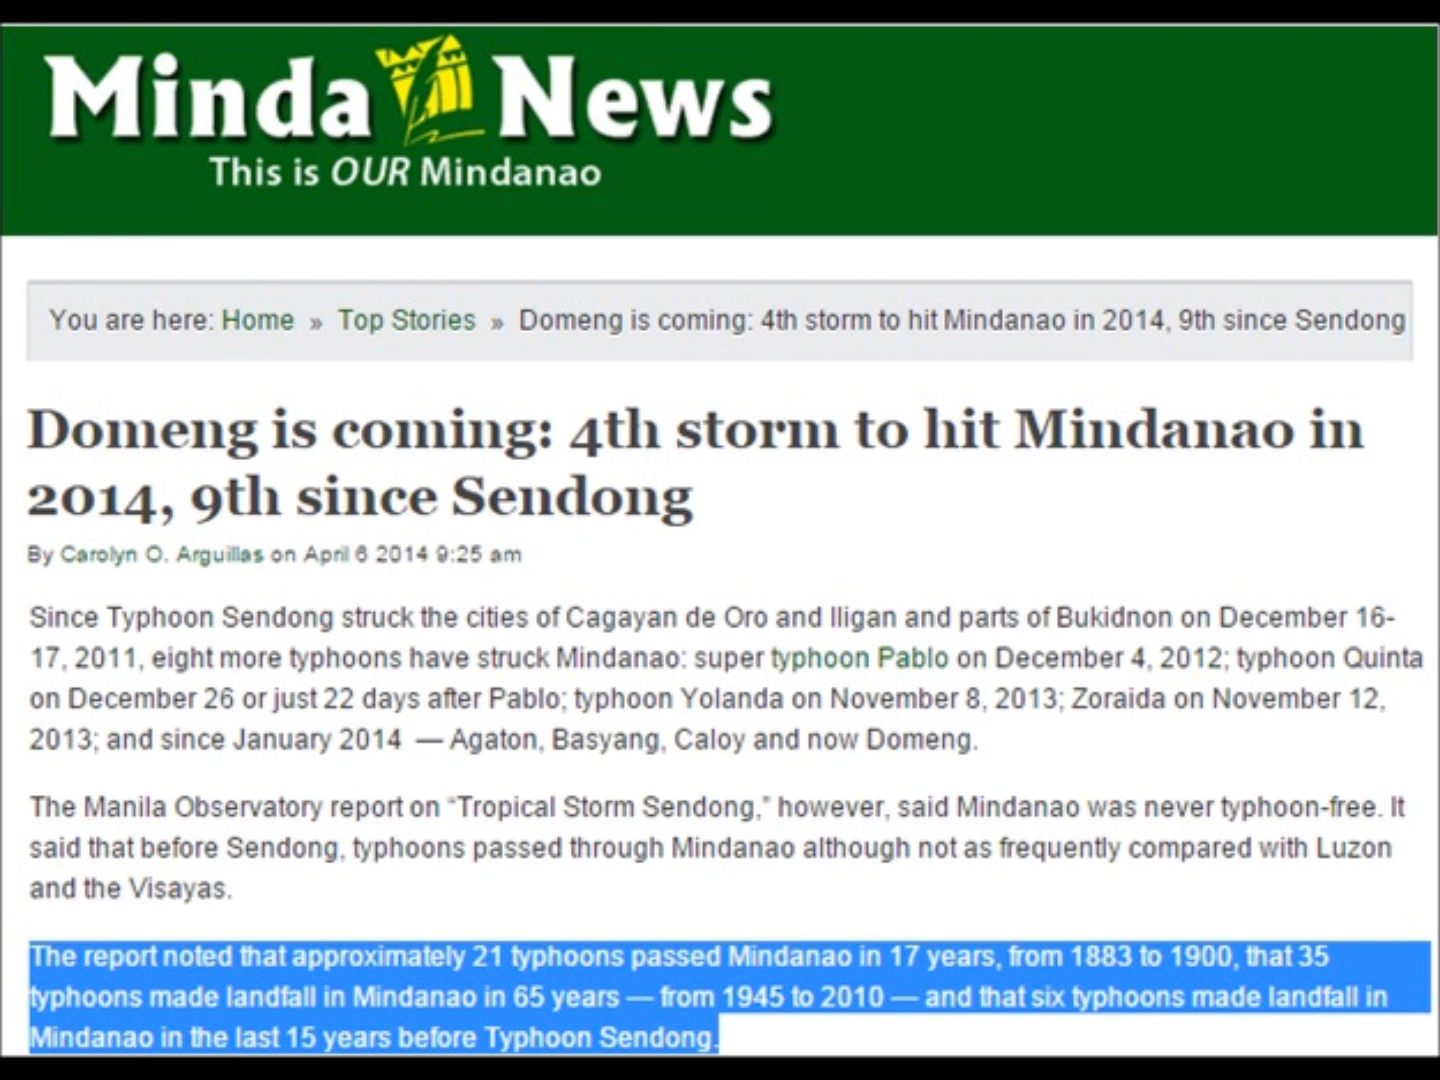 Minda News
This is OUR Mindanao
You are here: Home » Top Stories » Domeng is coming: 4th storm to hit Mindanao in 2014, 9th since Sendong
Domeng is coming: 4th storm to hit Mindanao in
2014, 9th since Sendong
By Carolyn O. Arguillas on April 6 2014 9:25 am
Since Typhoon Sendong struck the cities of Cagayan de Oro and Iligan and parts of Bukidnon on December 16-
17, 2011, eight more typhoons have struck Mindanao: super typhoon Pablo on December 4, 2012; typhoon Quinta
on December 26 or just 22 days after Pablo; typhoon Yolanda on November 8, 2013; Zoraida on November 12,
2013; and since January 2014 — Agaton, Basyang, Caloy and now Domeng.
The Manila Observatory report on “Tropical Storm Sendong,” however, said Mindanao was never typhoon-free. It
said that before Sendong, typhoons passed through Mindanao although not as frequently compared with Luzon
and the Visayas.
The report noted that approximately 21 typhoons passed Mindanao in 17 years, from 1883 to 1900, that 35
typhoons made landfall in Mindanao in 65 years — from 1945 to 2010 — and that six typhoons made landfall in
Mindanao in the last 15 years before Typhoon Sendong.